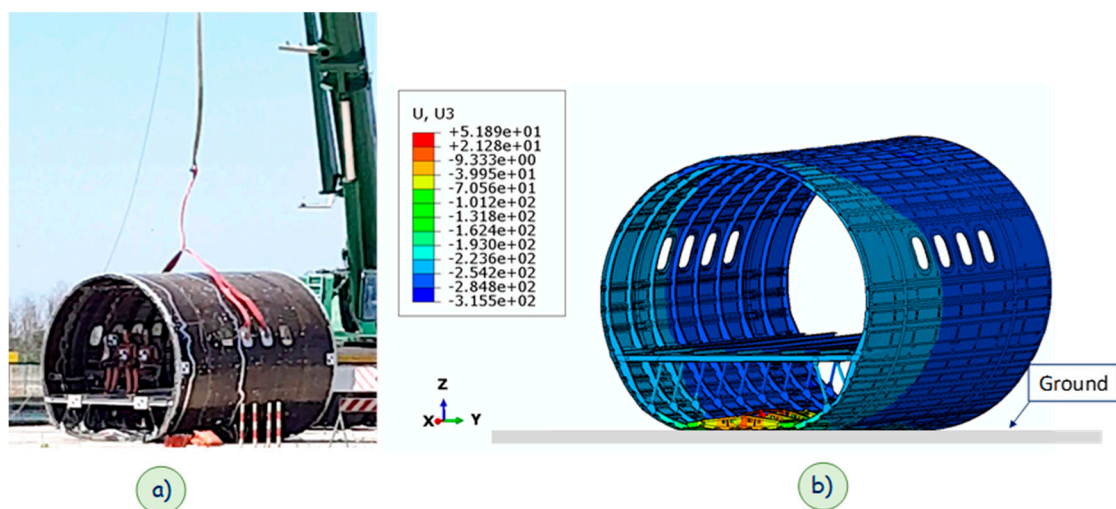 U, U3
+5.189e+01
+2.128e+01
-9.333e+00
-3.995e+01
-7.056e+01
-1.012e+02
-1.318e+02
-1.624e+02
-1.930e+02
-2.236e+02
-2.542e+02
-2.848e+02
-3.155e+02
Z
X
Y
Ground
a)
b)